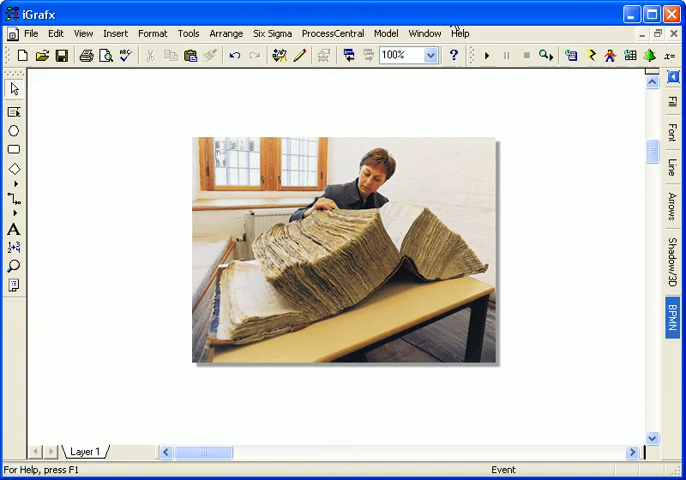 iGrafx
File Edit View Insert Format Tools Arrange Six Sigma ProcessCentral Model Window Help
100%
Fill
Font
Line
Arrows
Shadow/3D
BPMN
Layer 1
For Help, press F1 Event